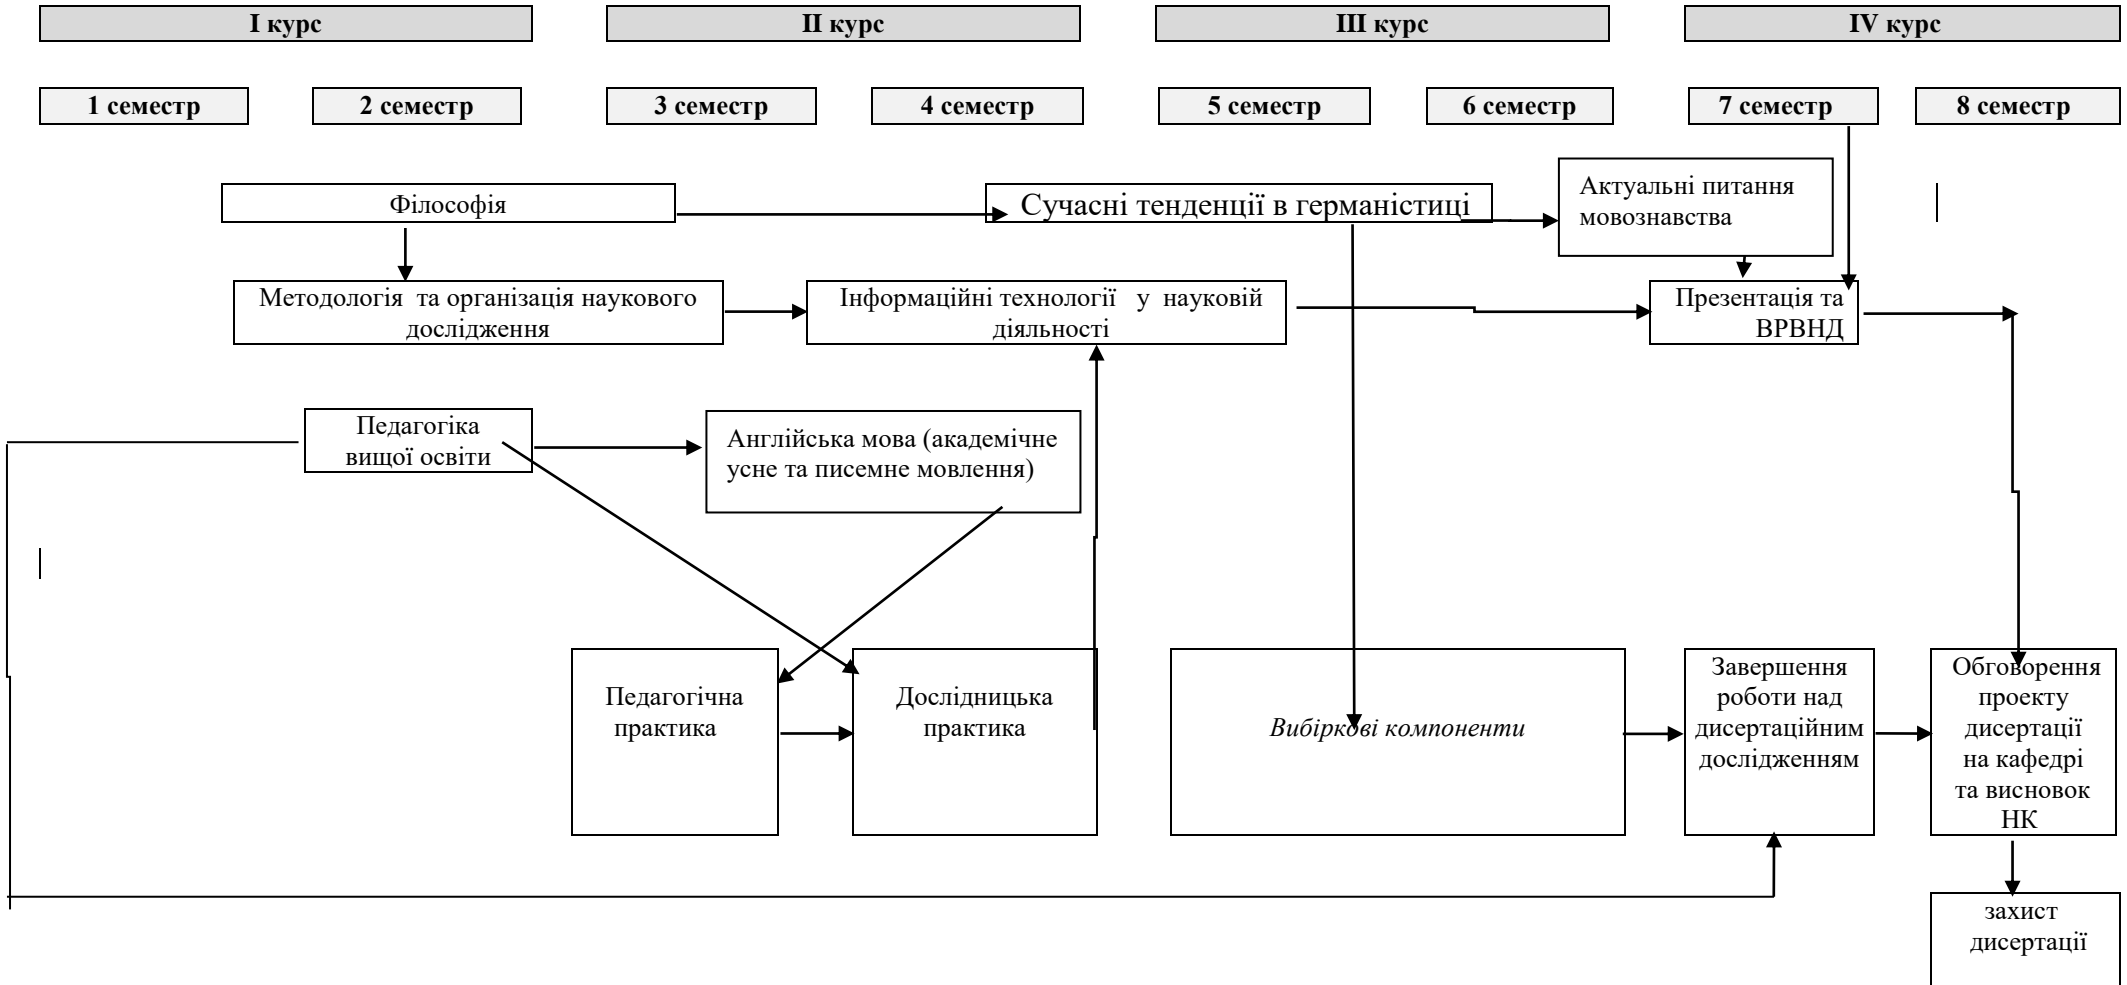 І курс
ІІ курс
ІІІ курс
IV курс
1 семестр
2 семестр
3 семестр
4 семестр
5 семестр
6 семестр
7 семестр
8 семестр
Філософія
Сучасні тенденції в германістиці
Актуальні питання
мовознавства
Методологія та організація наукового
дослідження
Інформаційні технології у науковій
діяльності
Презентація та
ВРВНД
Педагогіка
вищої освіти
Англійська мова (академічне
усне та писемне мовлення)
Педагогічна
практика
Дослідницька
практика
Вибіркові компоненти
Завершення
роботи над
дисертаційним
дослідженням
Обговорення
проекту
дисертації
на кафедрі
та висновок
НК
захист
дисертації